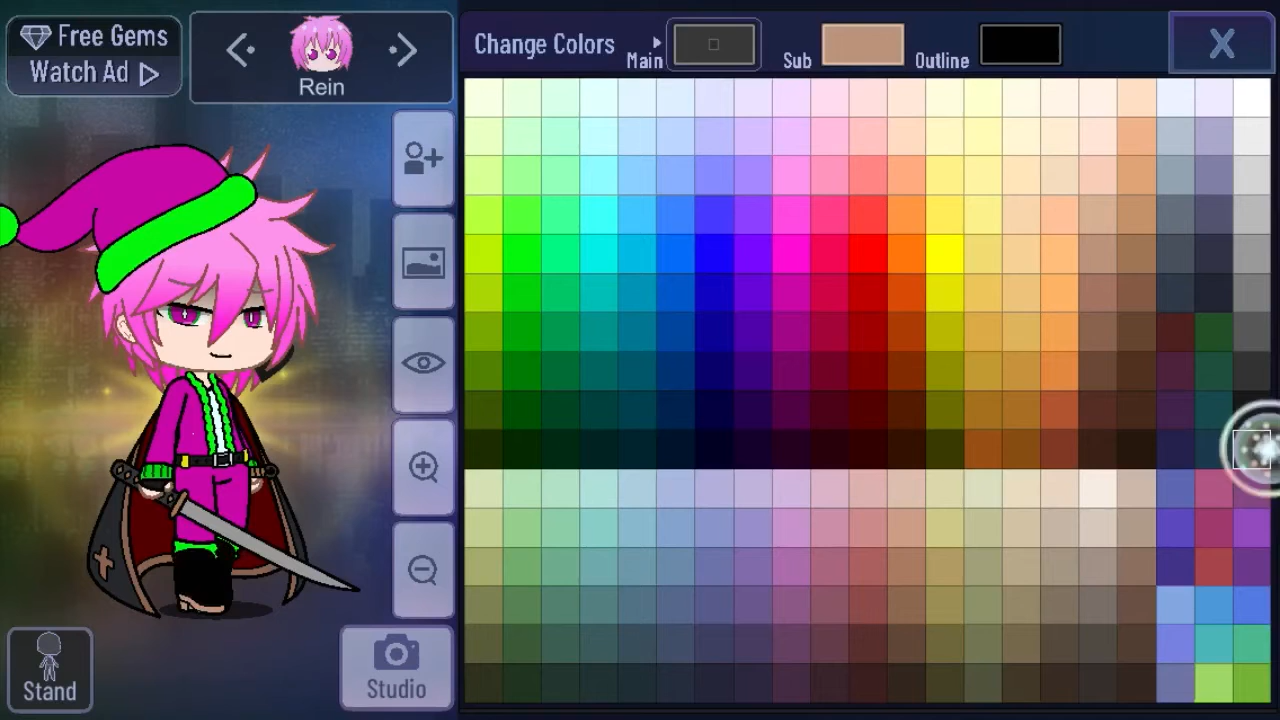 Free Gems
Watch Ad
Rein
Change Colors
Main
Sub
Outline
X
Stand
Studio